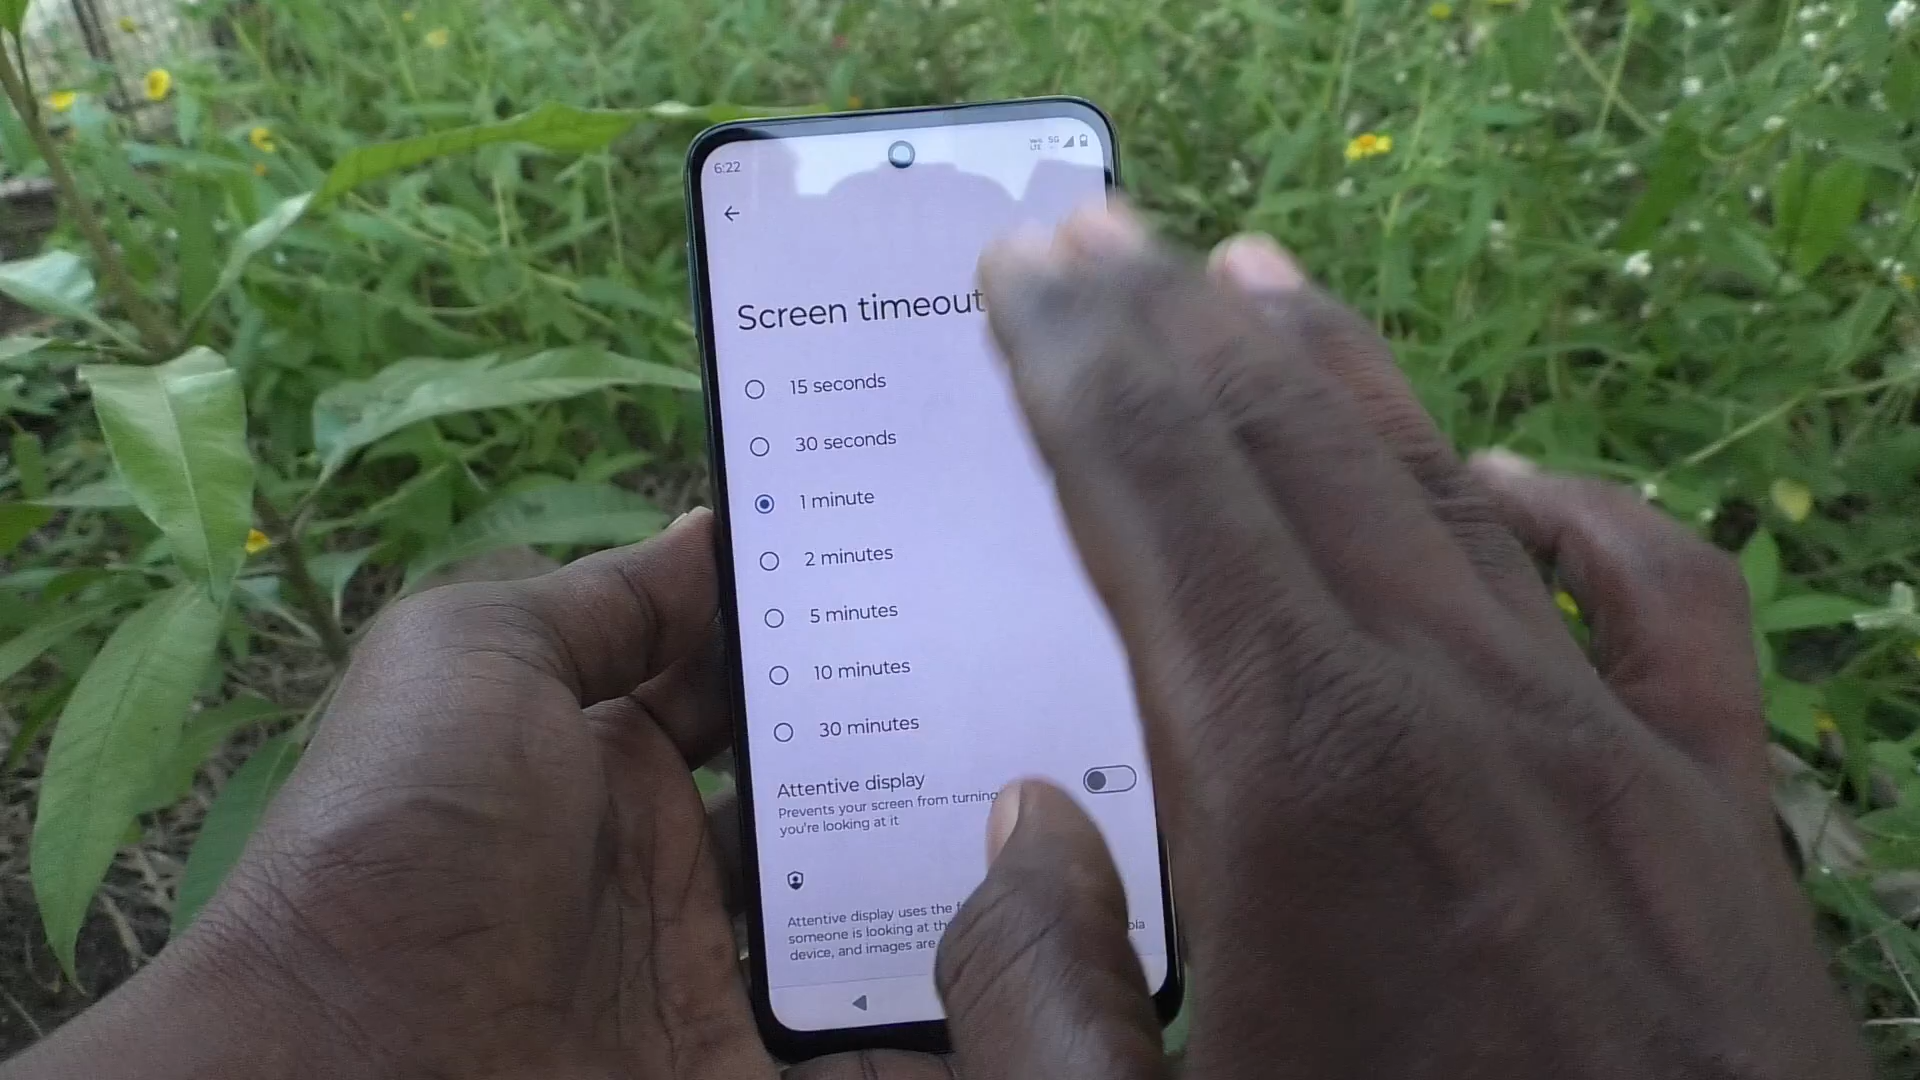 6:22
5G
LTE
Screen timeout
15 seconds
30 seconds
1 minute
2 minutes
5 minutes
10 minutes
30 minutes
Attentive display
Prevents your screen from turning
you're looking at it
Attentive display uses the
someone is looking at
device, and images are